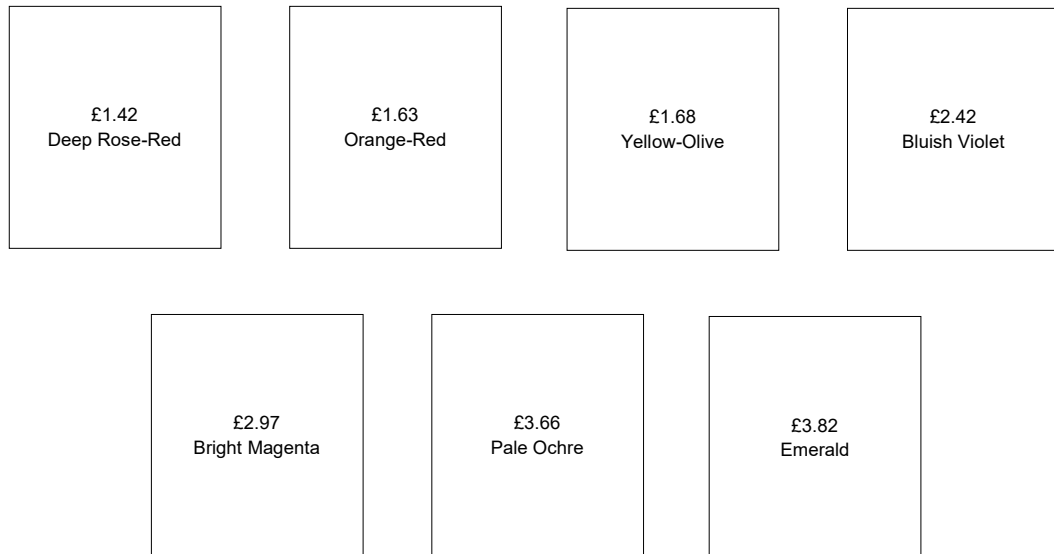 £1.42
Deep Rose-Red
£1.63
Orange-Red
£1.68
Yellow-Olive
£2.42
Bluish Violet
£2.97
Bright Magenta
£3.66
Pale Ochre
£3.82
Emerald